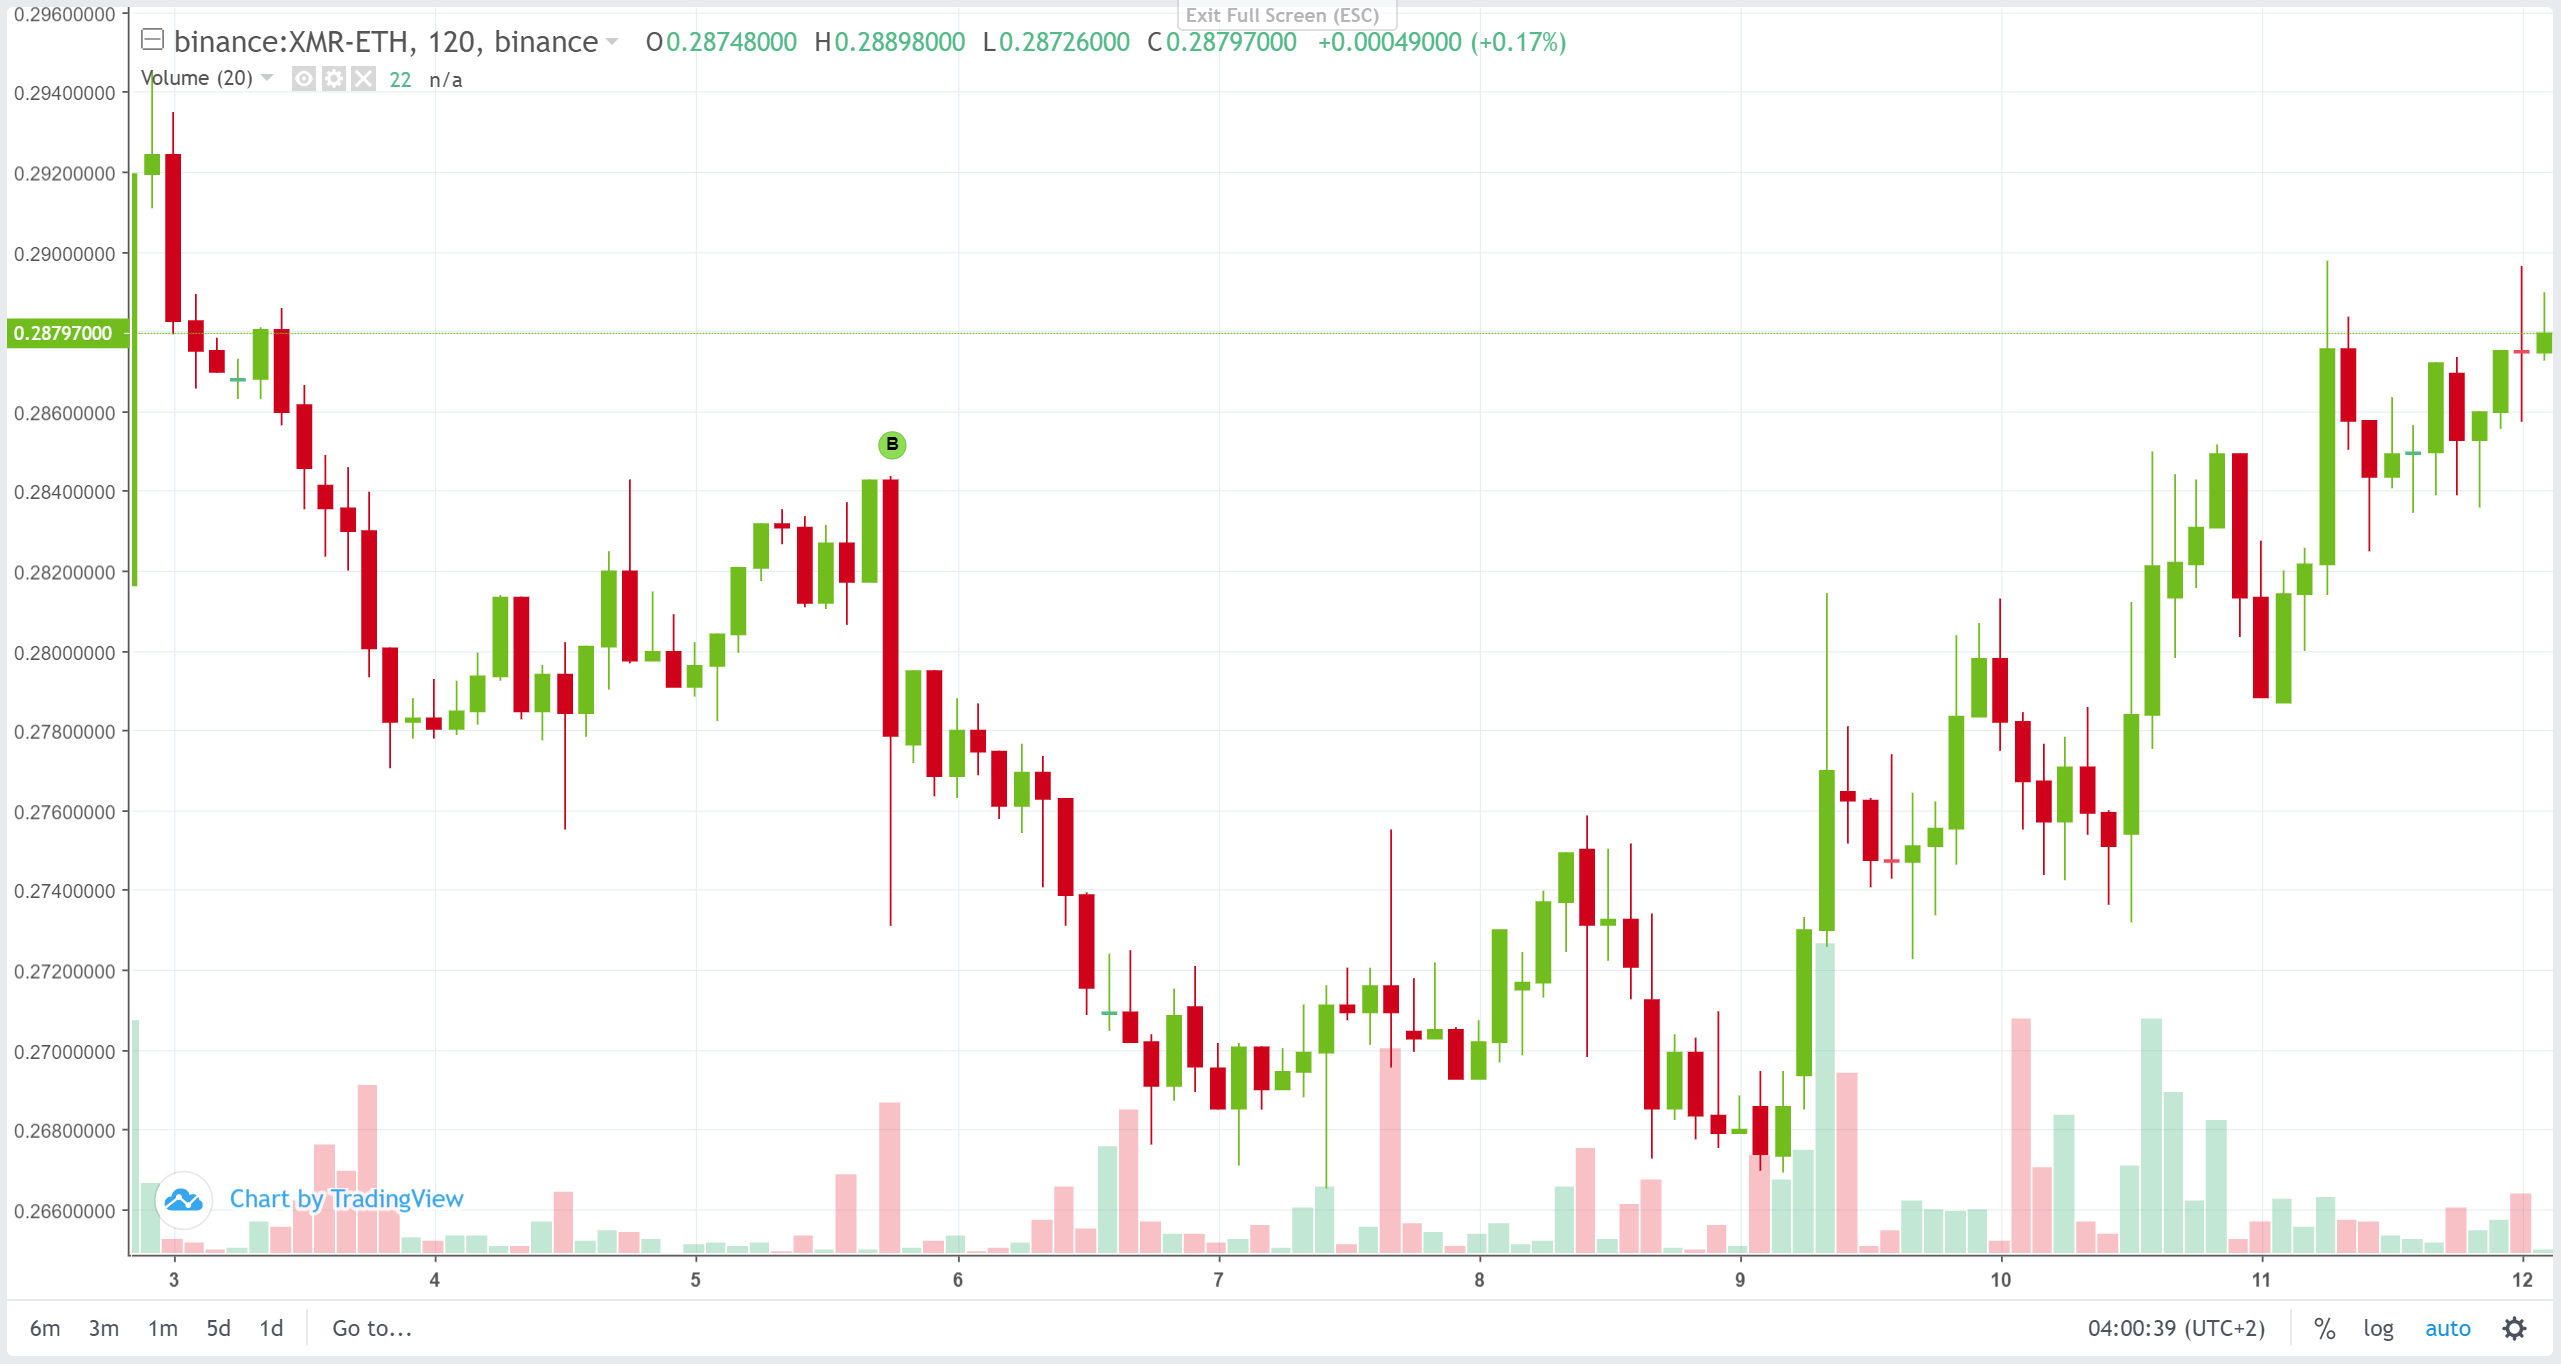 Exit Full Screen (ESC)
binance:XMR-ETH, 120, binance O0.28748000 H0.28898000 L0.28726000 C0.28797000 +0.00049000 (+0.17%)
Volume (20) 22 n/a
0.29600000
0.29400000
0.29200000
0.29000000
0.28797000
0.28600000
0.28400000
0.28200000
0.28000000
0.27800000
0.27600000
0.27400000
0.27200000
0.27000000
0.26800000
0.26600000
B
Chart by TradingView
3 4 5 6 7 8 9 10 11 12
6m 3m 1m 5d 1d Go to... 04:00:39 (UTC+2) % log auto